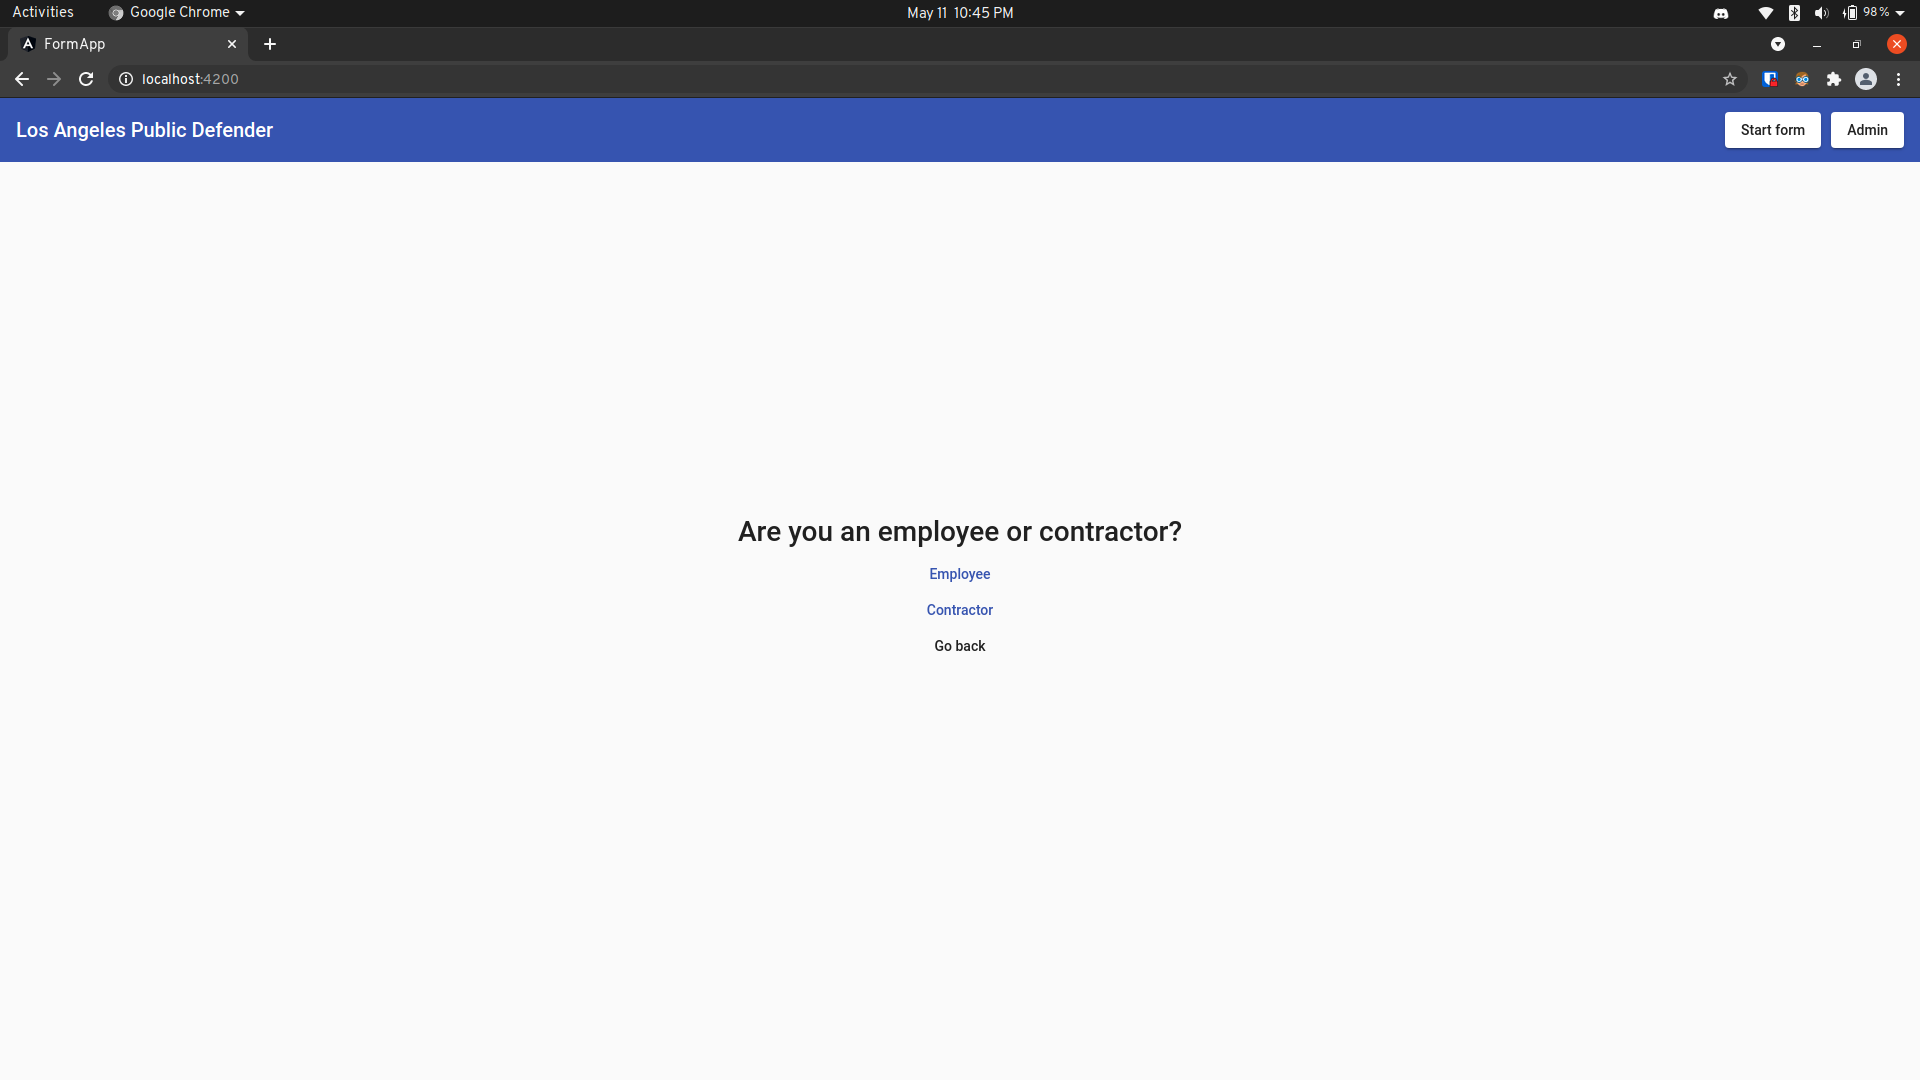 Activities
Google Chrome
May 11 10:45 PM
98 %
FormApp
localhost:4200
Los Angeles Public Defender
Start form
Admin
Are you an employee or contractor?
Employee
Contractor
Go back